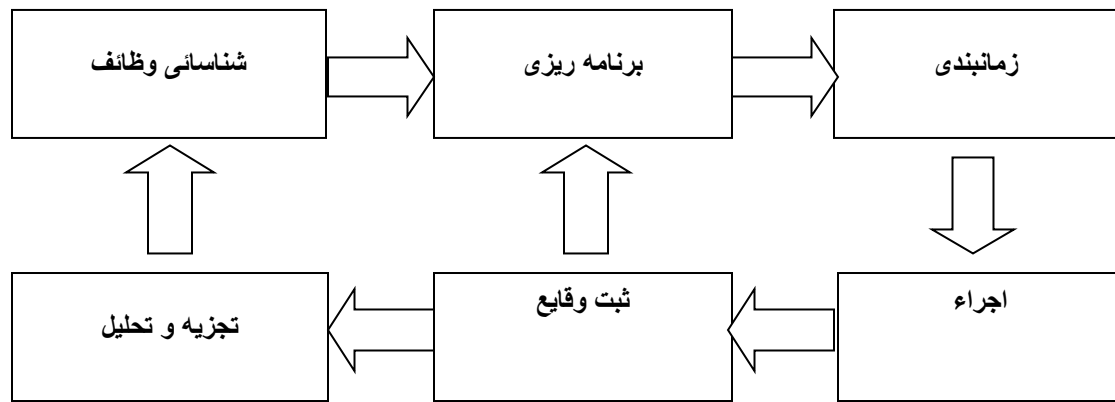 شناسائی وظائف
برنامه ریزی
زمانبندی
اجراء
ثبت وقایع
تجزیه و تحلیل